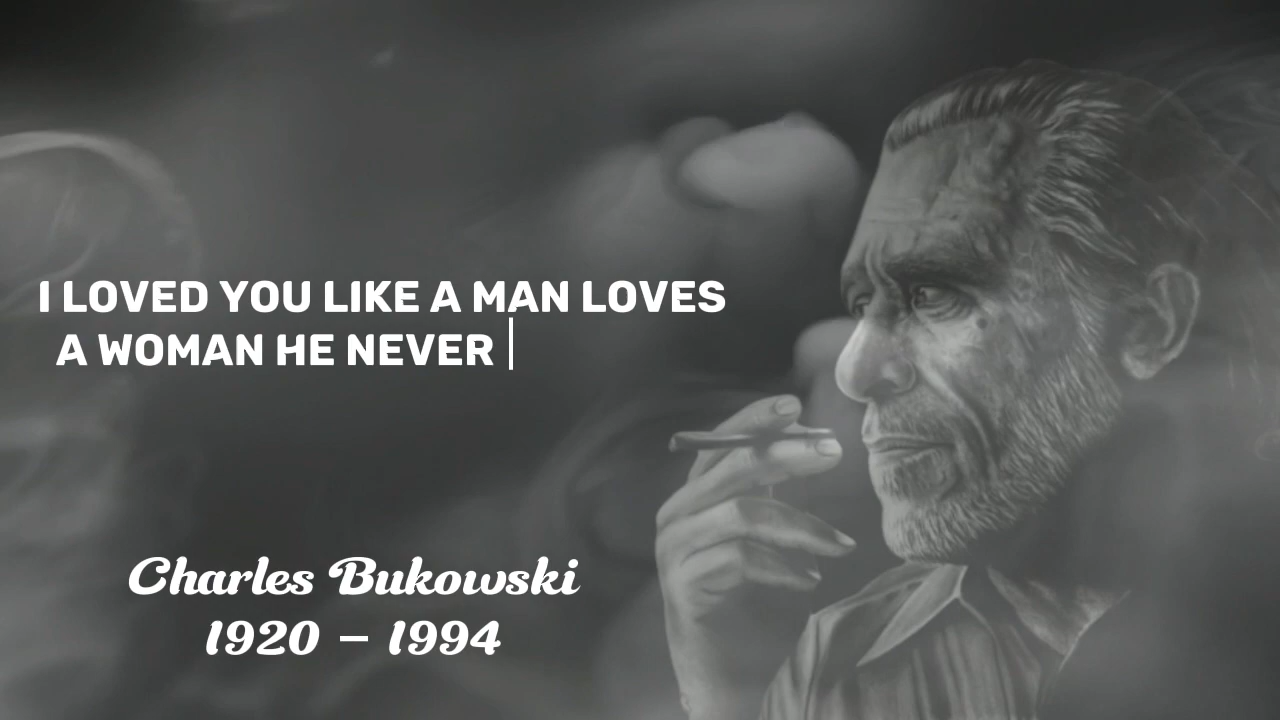 I LOVED YOU LIKE A MAN LOVES
A WOMAN HE NEVER
Charles Bukowski
1920 – 1994